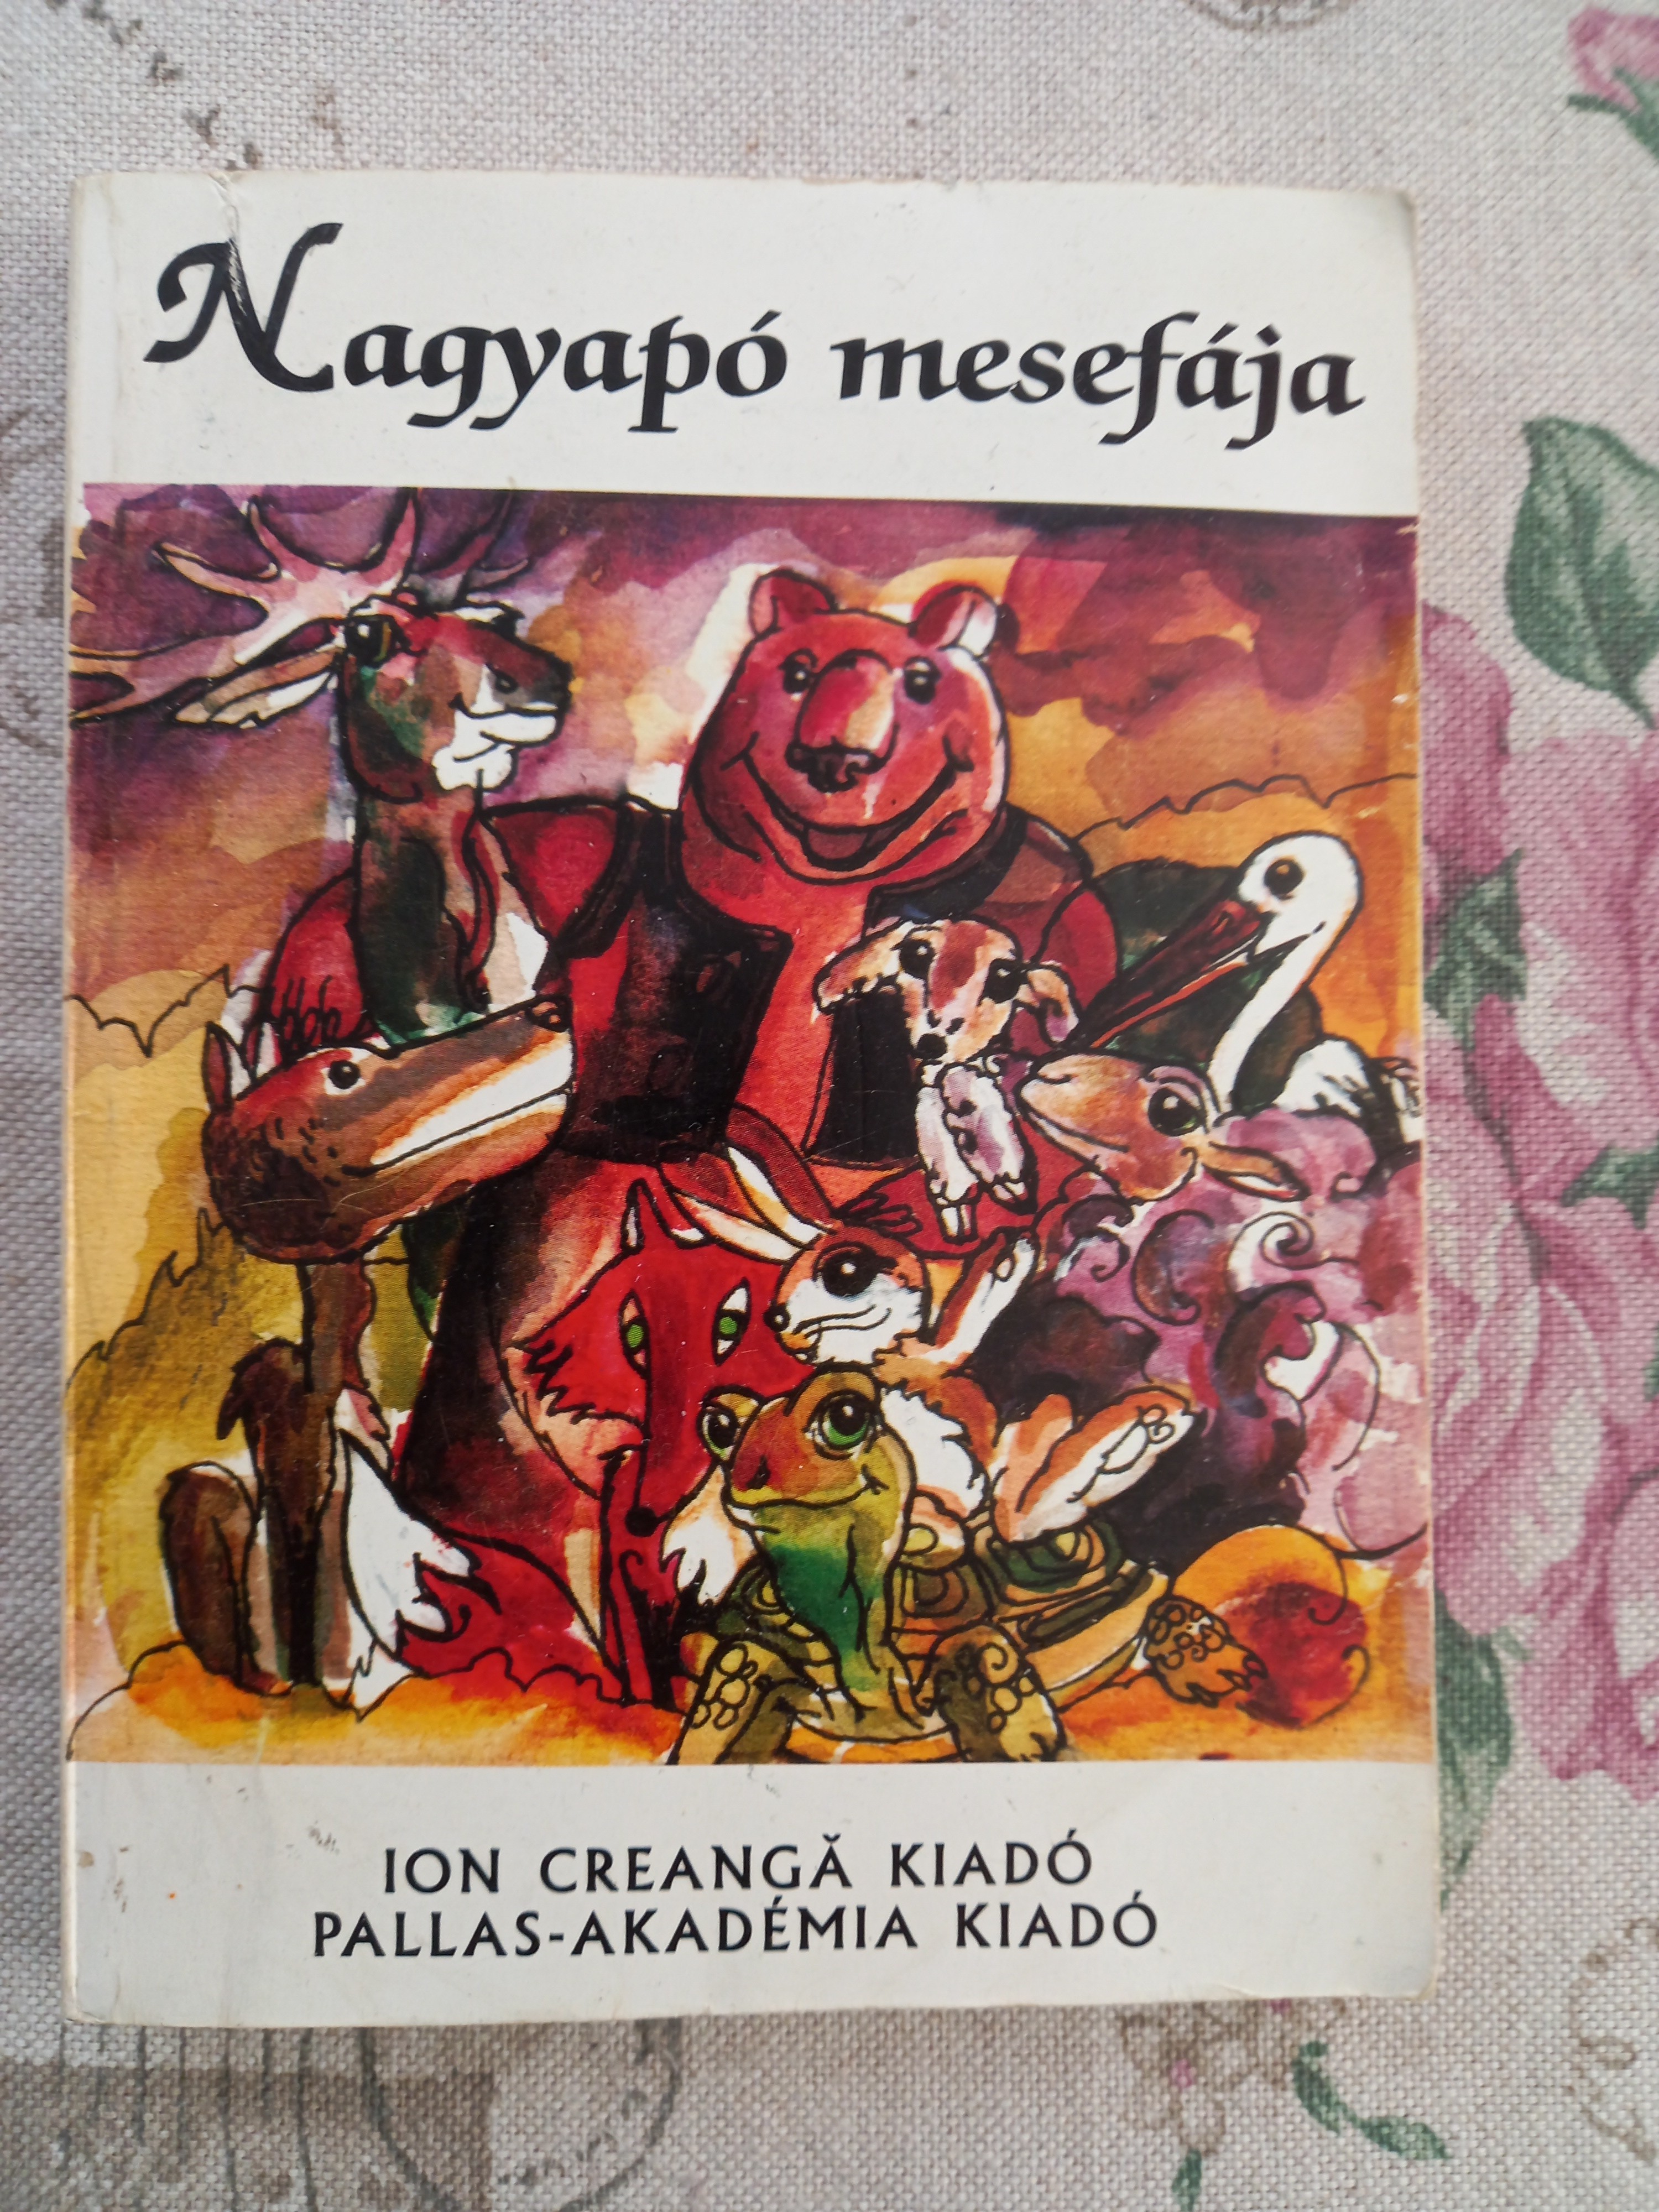 Nagyapó mesefája
ION CREANGĂ KIADÓ
PALLAS-AKADÉMIA KIADÓ